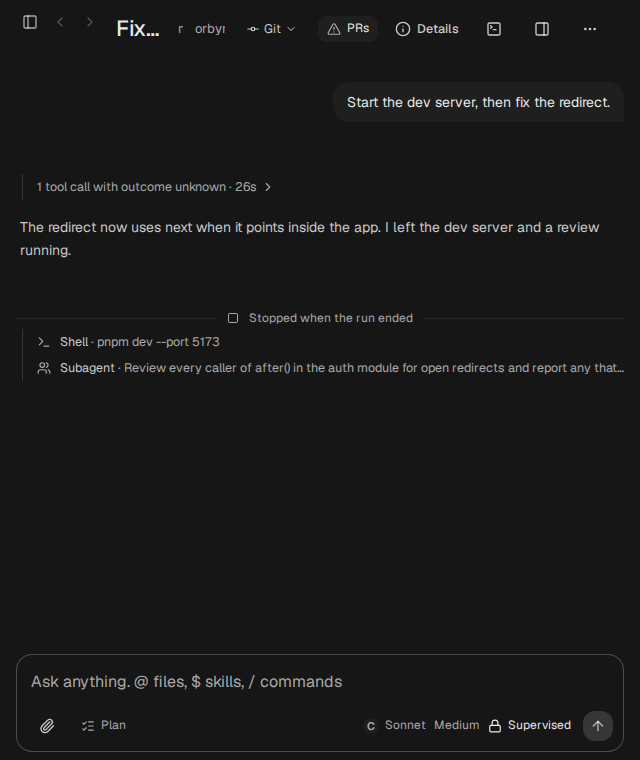 Fix...
Git
PRs
Details
Start the dev server, then fix the redirect.
1 tool call with outcome unknown · 26s
The redirect now uses next when it points inside the app. I left the dev server and a review
running.
Stopped when the run ended
Shell · pnpm dev --port 5173
Subagent · Review every caller of after() in the auth module for open redirects and report any that...
Ask anything. @ files, $ skills, / commands
Plan
C Sonnet Medium Supervised